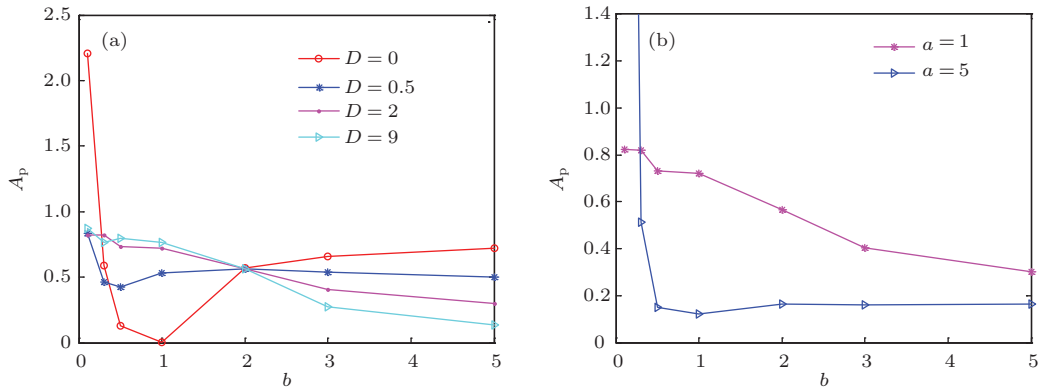 2.5
2.0
1.5
1.0
0.5
0
(a)
D = 0
D = 0.5
D = 2
D = 9
A_p
0 1 2 3 4 5
b
1.4
1.2
1.0
0.8
0.6
0.4
0.2
0
(b)
a = 1
a = 5
A_p
0 1 2 3 4 5
b